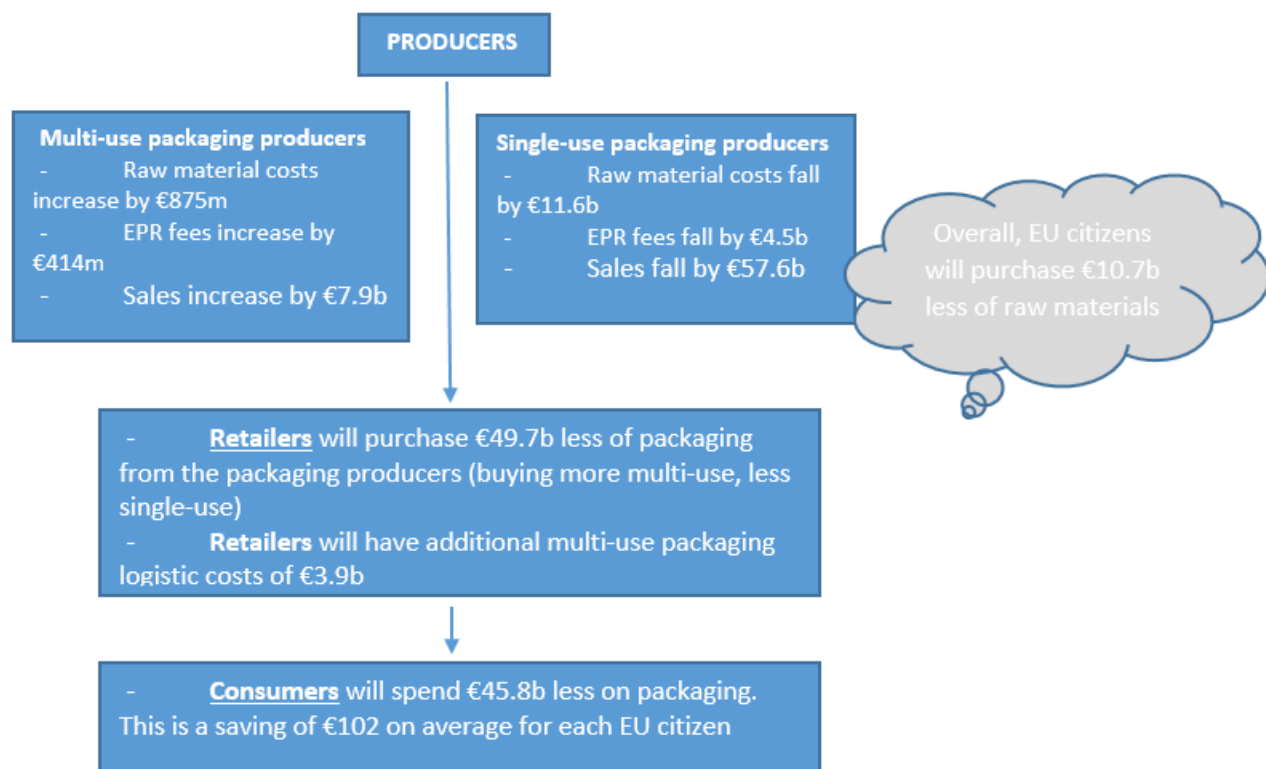 PRODUCERS
Multi-use packaging producers
- Raw material costs
increase by €875m
- EPR fees increase by
€414m
- Sales increase by €7.9b
Single-use packaging producers
- Raw material costs fall
by €11.6b
- EPR fees fall by €4.5b
- Sales fall by €57.6b
Overall, EU citizens
will purchase €10.7b
less of raw materials
- Retailers will purchase €49.7b less of packaging
from the packaging producers (buying more multi-use, less
single-use)
- Retailers will have additional multi-use packaging
logistic costs of €3.9b
- Consumers will spend €45.8b less on packaging.
This is a saving of €102 on average for each EU citizen